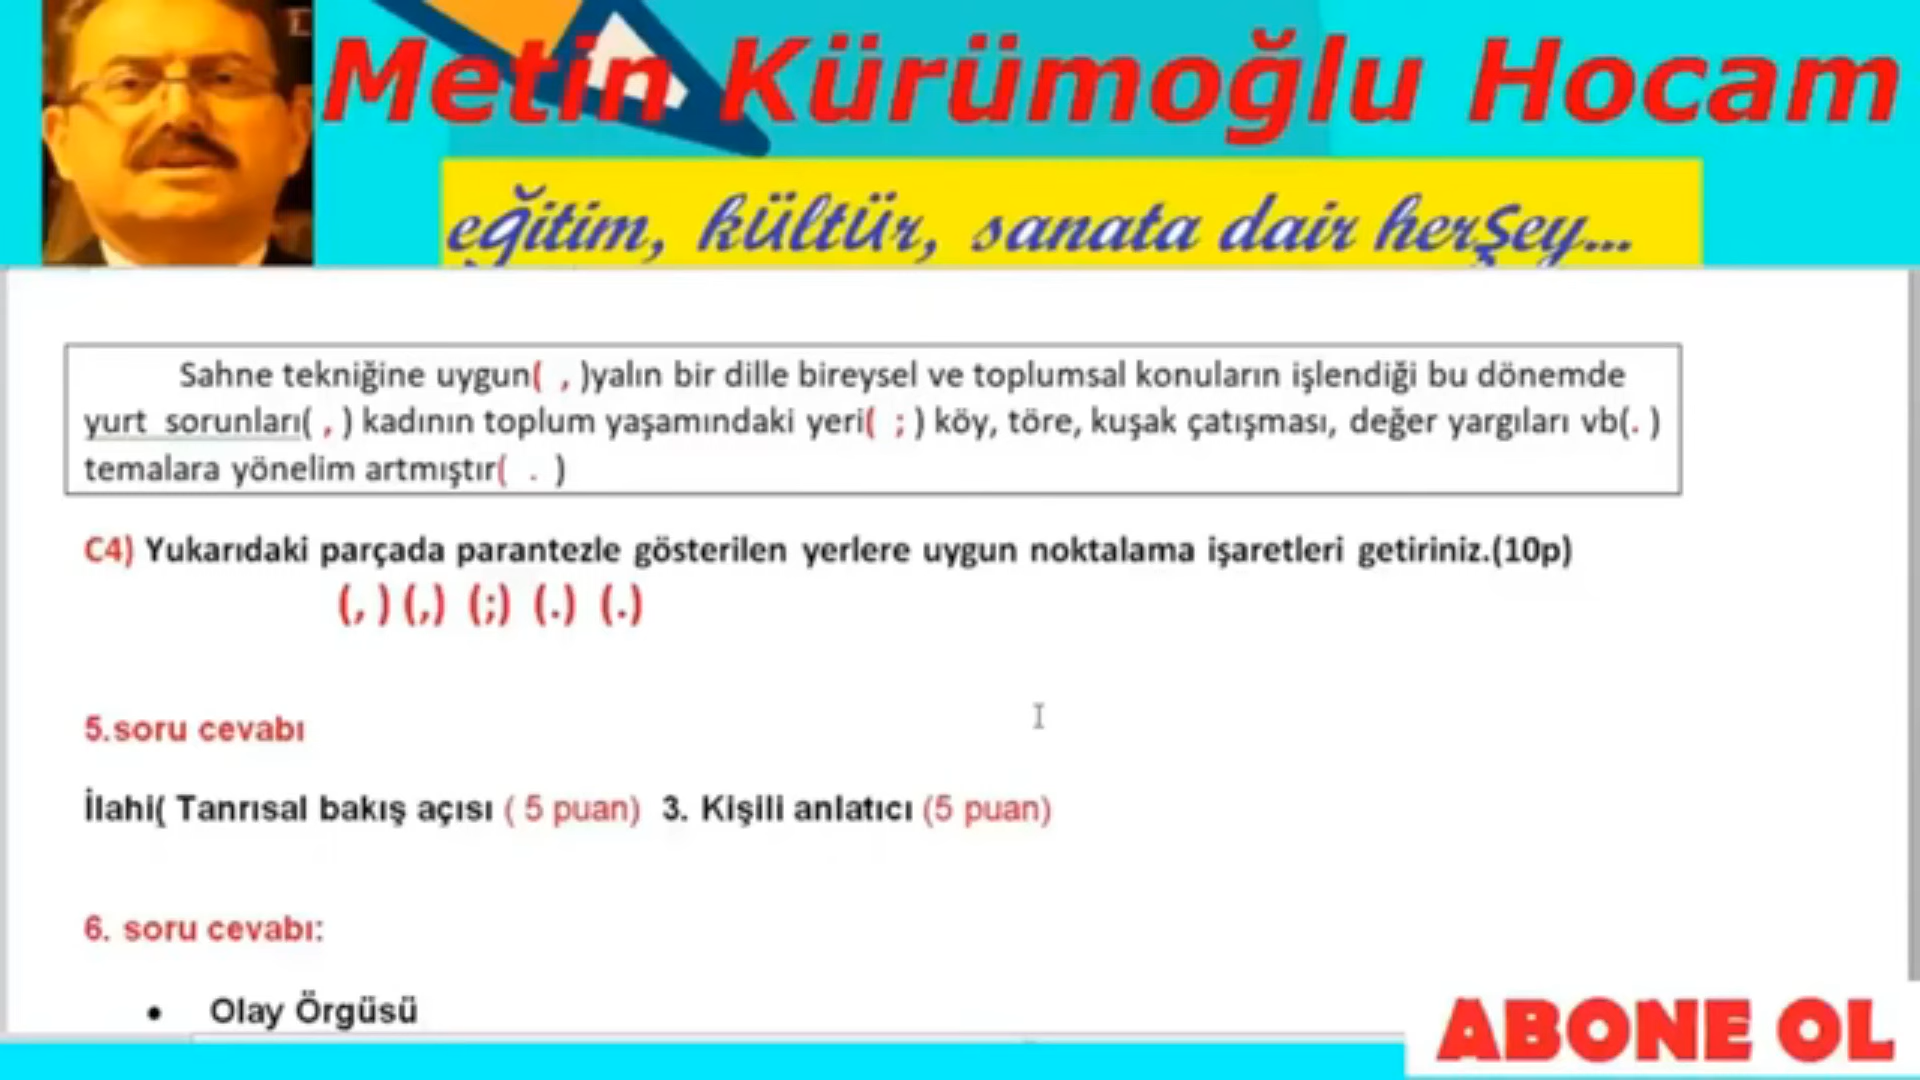 Metin Kürümoğlu Hocam
eğitim, kültür, sanata dair herşey...
Sahne tekniğine uygun( , )yalın bir dille bireysel ve toplumsal konuların işlendiği bu dönemde
yurt sorunları( , ) kadının toplum yaşamındaki yeri( ; ) köy, töre, kuşak çatışması, değer yargıları vb(. )
temalara yönelim artmıştır( . )
C4) Yukarıdaki parçada parantezle gösterilen yerlere uygun noktalama işaretleri getiriniz.(10p)
(, ) (,) (;) (.) (.)
5.soru cevabı
İlahi( Tanrısal bakış açısı ( 5 puan) 3. Kişili anlatıcı (5 puan)
6. soru cevabı:
• Olay Örgüsü
ABONE OL